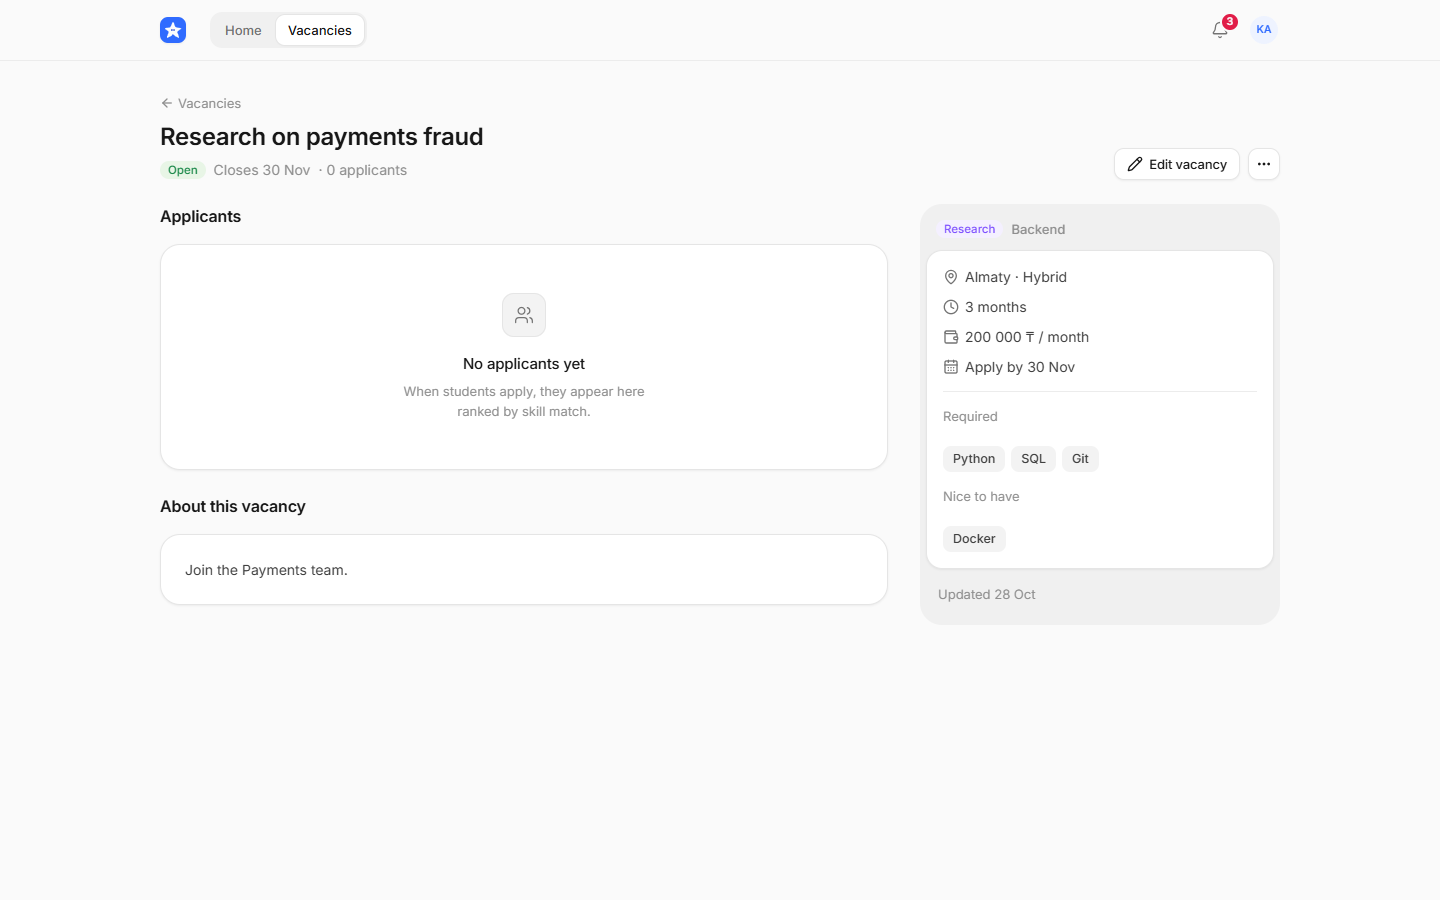 Home
Vacancies
3
KA
Vacancies
Research on payments fraud
Open
Closes 30 Nov · 0 applicants
Edit vacancy
Applicants
No applicants yet
When students apply, they appear here
ranked by skill match.
About this vacancy
Join the Payments team.
Research
Backend
Almaty · Hybrid
3 months
200 000 ₸ / month
Apply by 30 Nov
Required
Python
SQL
Git
Nice to have
Docker
Updated 28 Oct